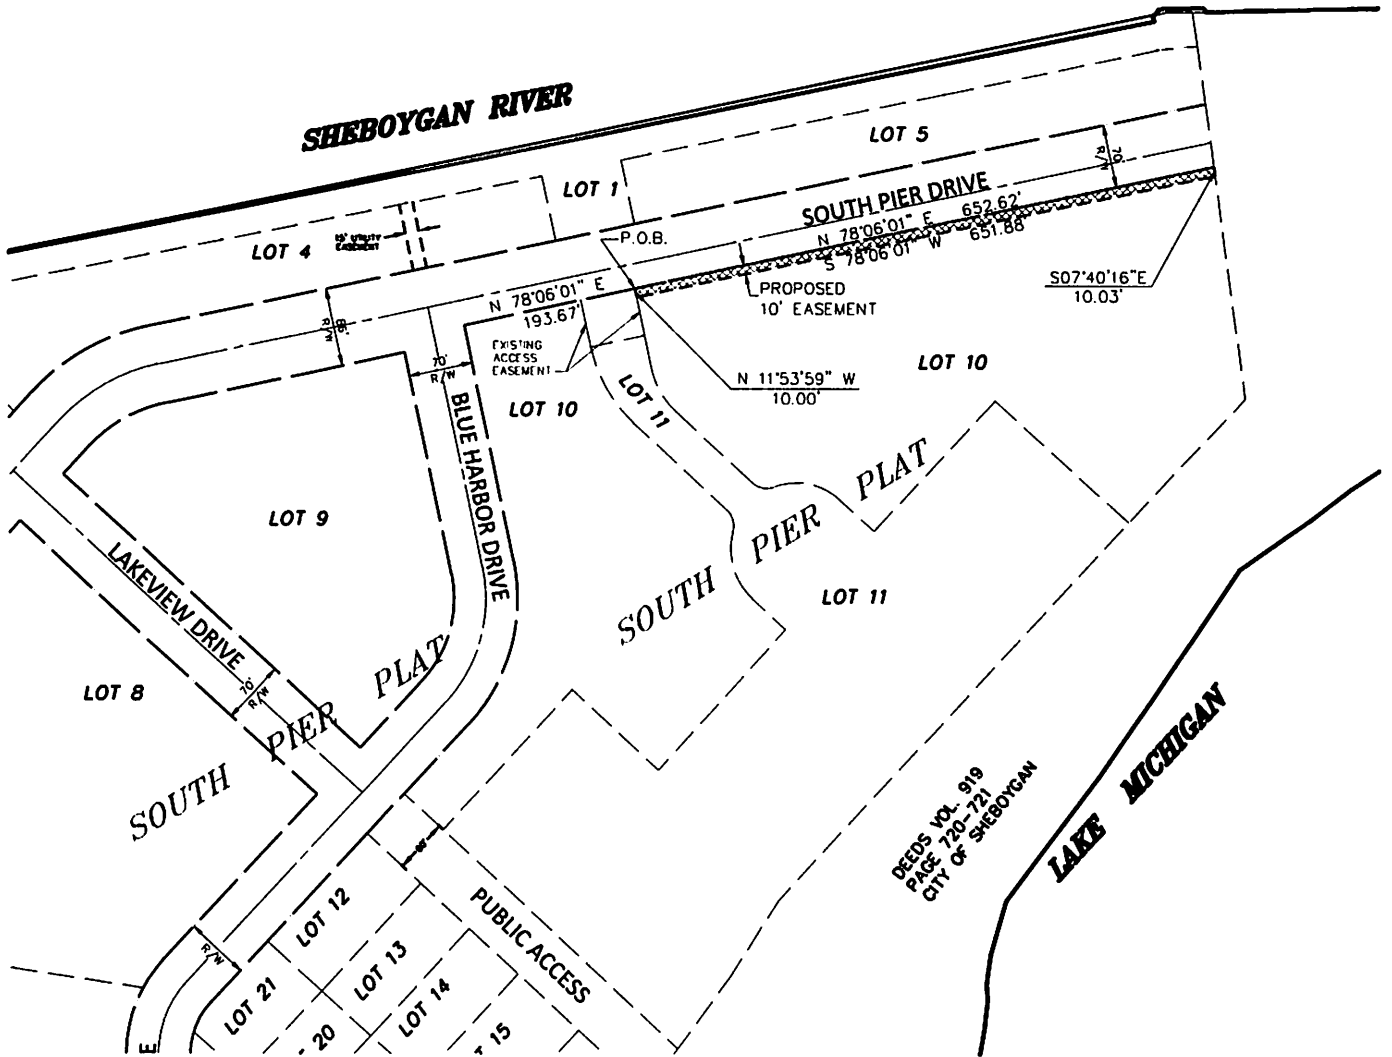 SHEBOYGAN RIVER
LOT 5
LOT 1
LOT 4
15' UTILITY
EASEMENT
70'
R/W
SOUTH PIER DRIVE
N 78°06'01" E 652.62'
S 78°06'01" W 651.88'
P.O.B.
PROPOSED
10' EASEMENT
S07°40'16"E
10.03'
N 78°06'01" E
193.67'
R/W
EXISTING
ACCESS
EASEMENT
70'
R/W
LOT 10
LOT 11
N 11°53'59" W
10.00'
LOT 10
BLUE HARBOR DRIVE
LOT 9
LAKEVIEW DRIVE
SOUTH PIER PLAT
LOT 11
LOT 8
70'
R/W
SOUTH PIER PLAT
LAKE MICHIGAN
DEEDS VOL. 919
PAGE 720-721
CITY OF SHEBOYGAN
PUBLIC ACCESS
LOT 12
LOT 13
LOT 14
R/W
LOT 21
T 20
T 15
E